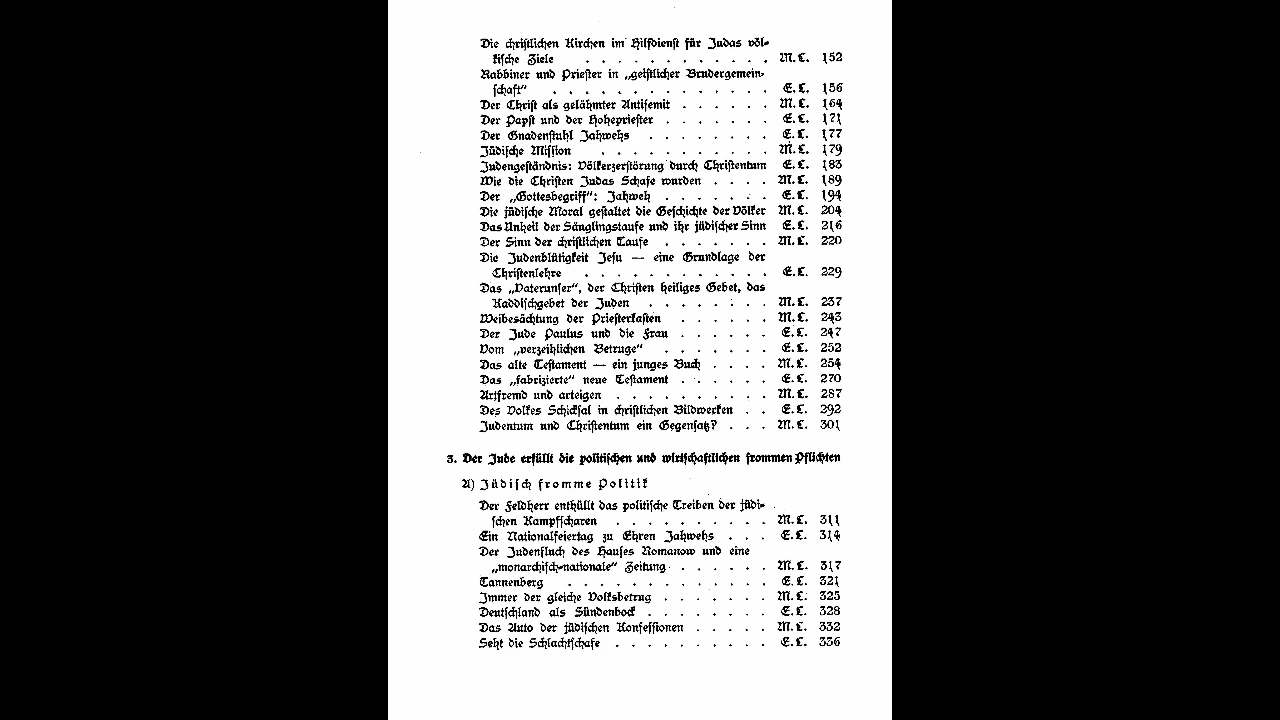 Die christlichen Kirchen im Hilfdienst für Judas völ-
kische Ziele . . . . . . . . . . . . M. L. 152
Rabbiner und Priester in „geistlicher Brudergemein-
schaft“ . . . . . . . . . . . . . . E. L. 156
Der Christ als gelähmter Antisemit . . . . . . M. L. 164
Der Papst und der Hohepriester . . . . . . . E. L. 171
Der Gnadenstuhl Jahwehs . . . . . . . . E. L. 177
Jüdische Mission . . . . . . . . . . . M. L. 179
Judengeständnis: Völkerzerstörung durch Christentum E. L. 183
Wie die Christen Judas Schafe wurden . . . . M. L. 189
Der „Gottesbegriff“: Jahweh . . . . . . . E. L. 194
Die jüdische Moral gestaltet die Geschichte der Völker M. L. 204
Das Unheil der Säuglingstaufe und ihr jüdischer Sinn E. L. 216
Der Sinn der christlichen Taufe . . . . . . . M. L. 220
Die Judenblütigkeit Jesu — eine Grundlage der
Christenlehre . . . . . . . . . . . . E. L. 229
Das „Vaterunser“, der Christen heiliges Gebet, das
Kaddischgebet der Juden . . . . . . . . M. L. 237
Weibesächtung der Priesterkasten . . . . . . M. L. 243
Der Jude Paulus und die Frau . . . . . . E. L. 247
Vom „verzeihlichen Betruge“ . . . . . . . E. L. 252
Das alte Testament — ein junges Buch . . . . M. L. 254
Das „fabrizierte“ neue Testament . . . . . . E. L. 270
Artfremd und arteigen . . . . . . . . . . M. L. 287
Des Volkes Schicksal in christlichen Bildwerken . . E. L. 292
Judentum und Christentum ein Gegensatz? . . . M. L. 301
3. Der Jude erfüllt die politischen und wirtschaftlichen frommen Pflichten
A) Jüdisch fromme Politik
Der Feldherr enthüllt das politische Treiben der jüdi-
schen Kampfscharen . . . . . . . . . . M. L. 311
Ein Nationalfeiertag zu Ehren Jahwehs . . . E. L. 314
Der Judenfluch des Hauses Romanow und eine
„monarchisch-nationale“ Zeitung . . . . . . M. L. 317
Tannenberg . . . . . . . . . . . . . E. L. 321
Immer der gleiche Volksbetrug . . . . . . . M. L. 325
Deutschland als Sündenbock . . . . . . . . E. L. 328
Das Auto der jüdischen Konfessionen . . . . . M. L. 332
Seht die Schlachtschafe . . . . . . . . . . E. L. 336